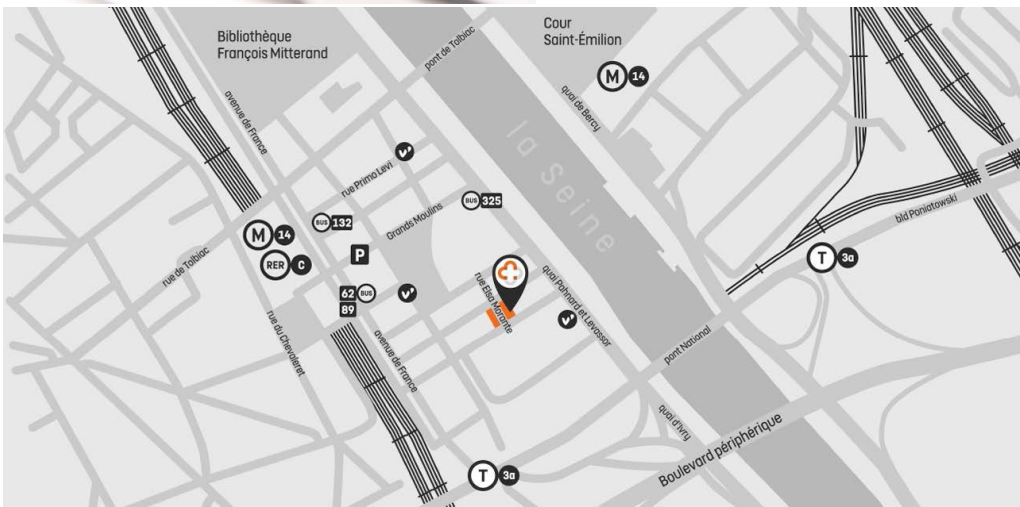 Bibliothèque
François Mitterand
Cour
Saint-Émilion
M 14
pont de Tolbiac
avenue de France
quai de Bercy
la Seine
rue Primo Levi
BUS 325
bld Poniatowski
BUS 132
Grands Moulins
M 14
P
T 3a
RER C
rue de Tolbiac
62 BUS
89
rue Elsa Morante
quai Pahnard et Levassor
rue du Chevaleret
avenue de France
pont National
quai d'Ivry
Boulevard périphérique
T 3a